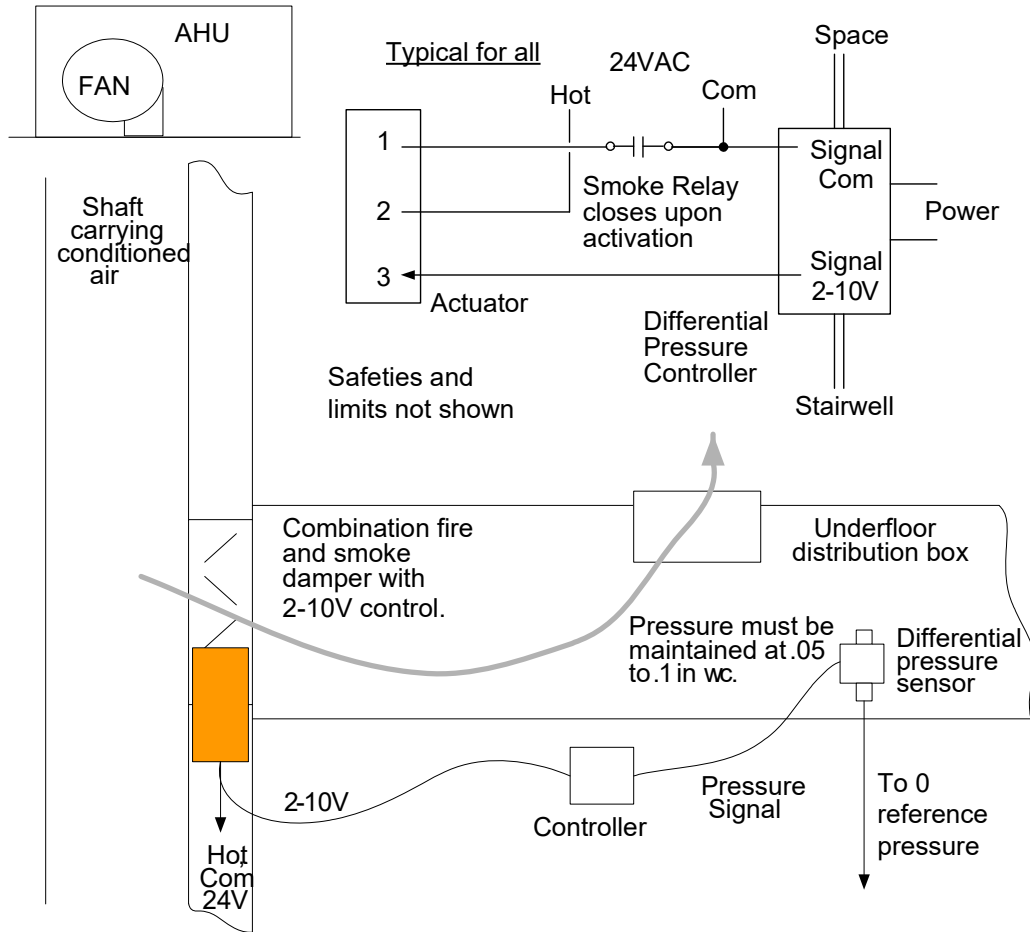 AHU
FAN
Typical for all
24VAC
Hot
Com
Space
1
2
3
Signal
Com
Power
Smoke Relay
closes upon
activation
Signal
2-10V
Actuator
Differential
Pressure
Controller
Stairwell
Safeties and
limits not shown
Shaft
carrying
conditioned
air
Combination fire
and smoke
damper with
2-10V control.
Underfloor
distribution box
Pressure must be
maintained at .05
to .1 in wc.
Differential
pressure
sensor
2-10V
Controller
Pressure
Signal
To 0
reference
pressure
Hot,
Com
24V